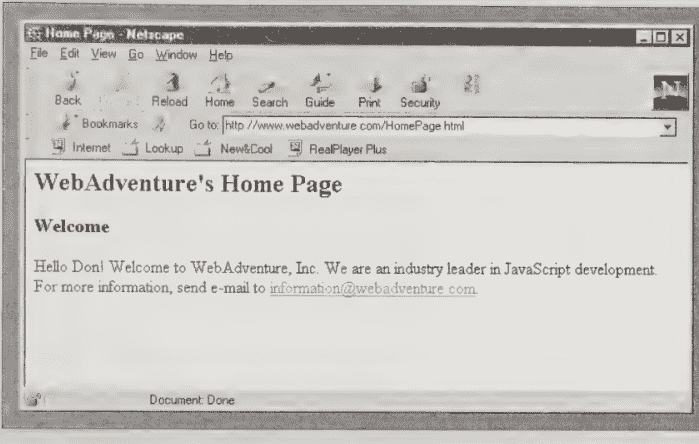 Home Page - Netscape
File Edit View Go Window Help
Back Reload Home Search Guide Print Security
N
Bookmarks Go to: http://www.webadventure.com/HomePage.html
Internet Lookup New&Cool RealPlayer Plus
WebAdventure's Home Page
Welcome
Hello Don! Welcome to WebAdventure, Inc. We are an industry leader in JavaScript development.
For more information, send e-mail to information@webadventure.com.
Document: Done